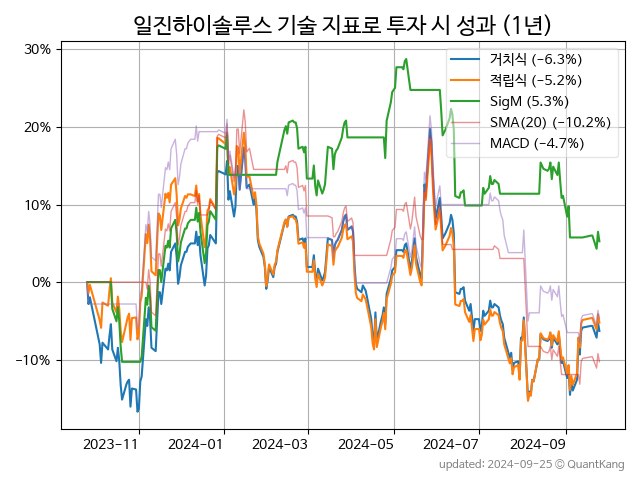 일진하이솔루스 기술 지표로 투자 시 성과 (1년)
30%
20%
10%
0%
−10%
거치식 (−6.3%)
적립식 (−5.2%)
SigM (5.3%)
SMA(20) (−10.2%)
MACD (−4.7%)
2023-11
2024-01
2024-03
2024-05
2024-07
2024-09
updated: 2024-09-25 © QuantKang